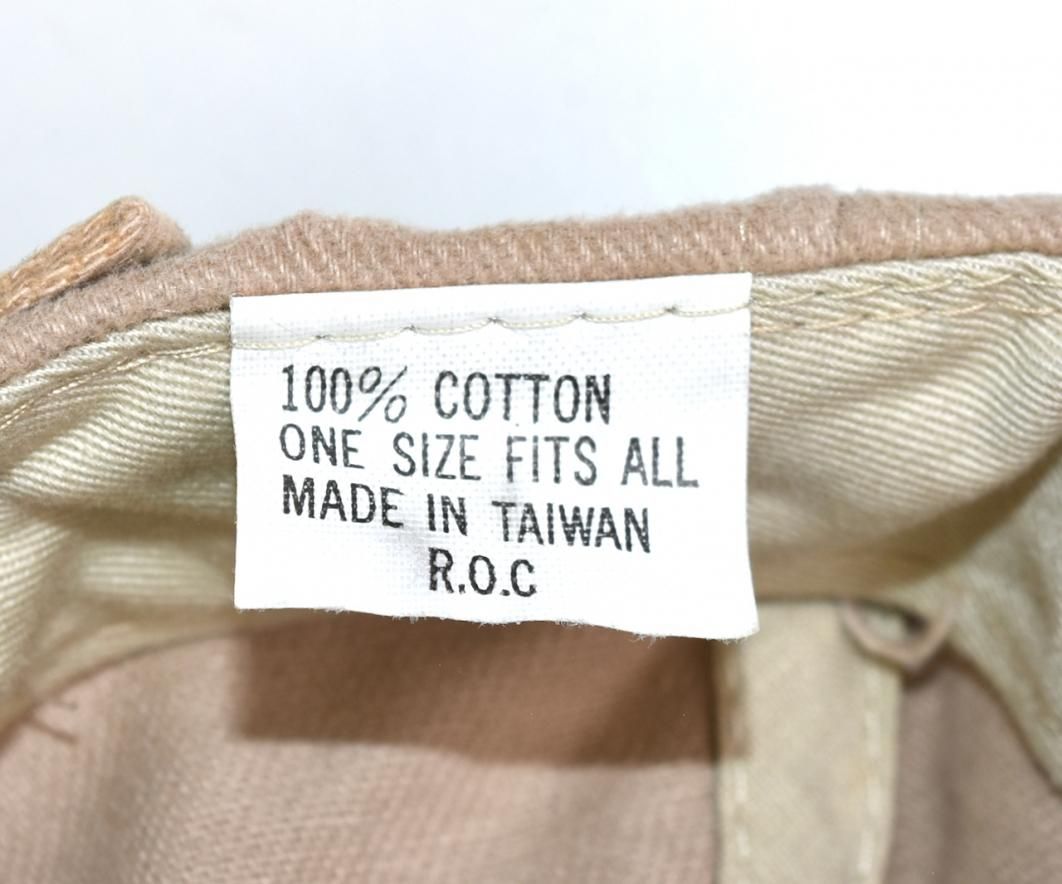 100% COTTON
ONE SIZE FITS ALL
MADE IN TAIWAN
R.O.C